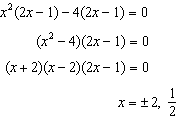 x²(2x−1)−4(2x−1) = 0
(x²−4)(2x−1) = 0
(x+2)(x−2)(2x−1) = 0
x = ±2, 1/2